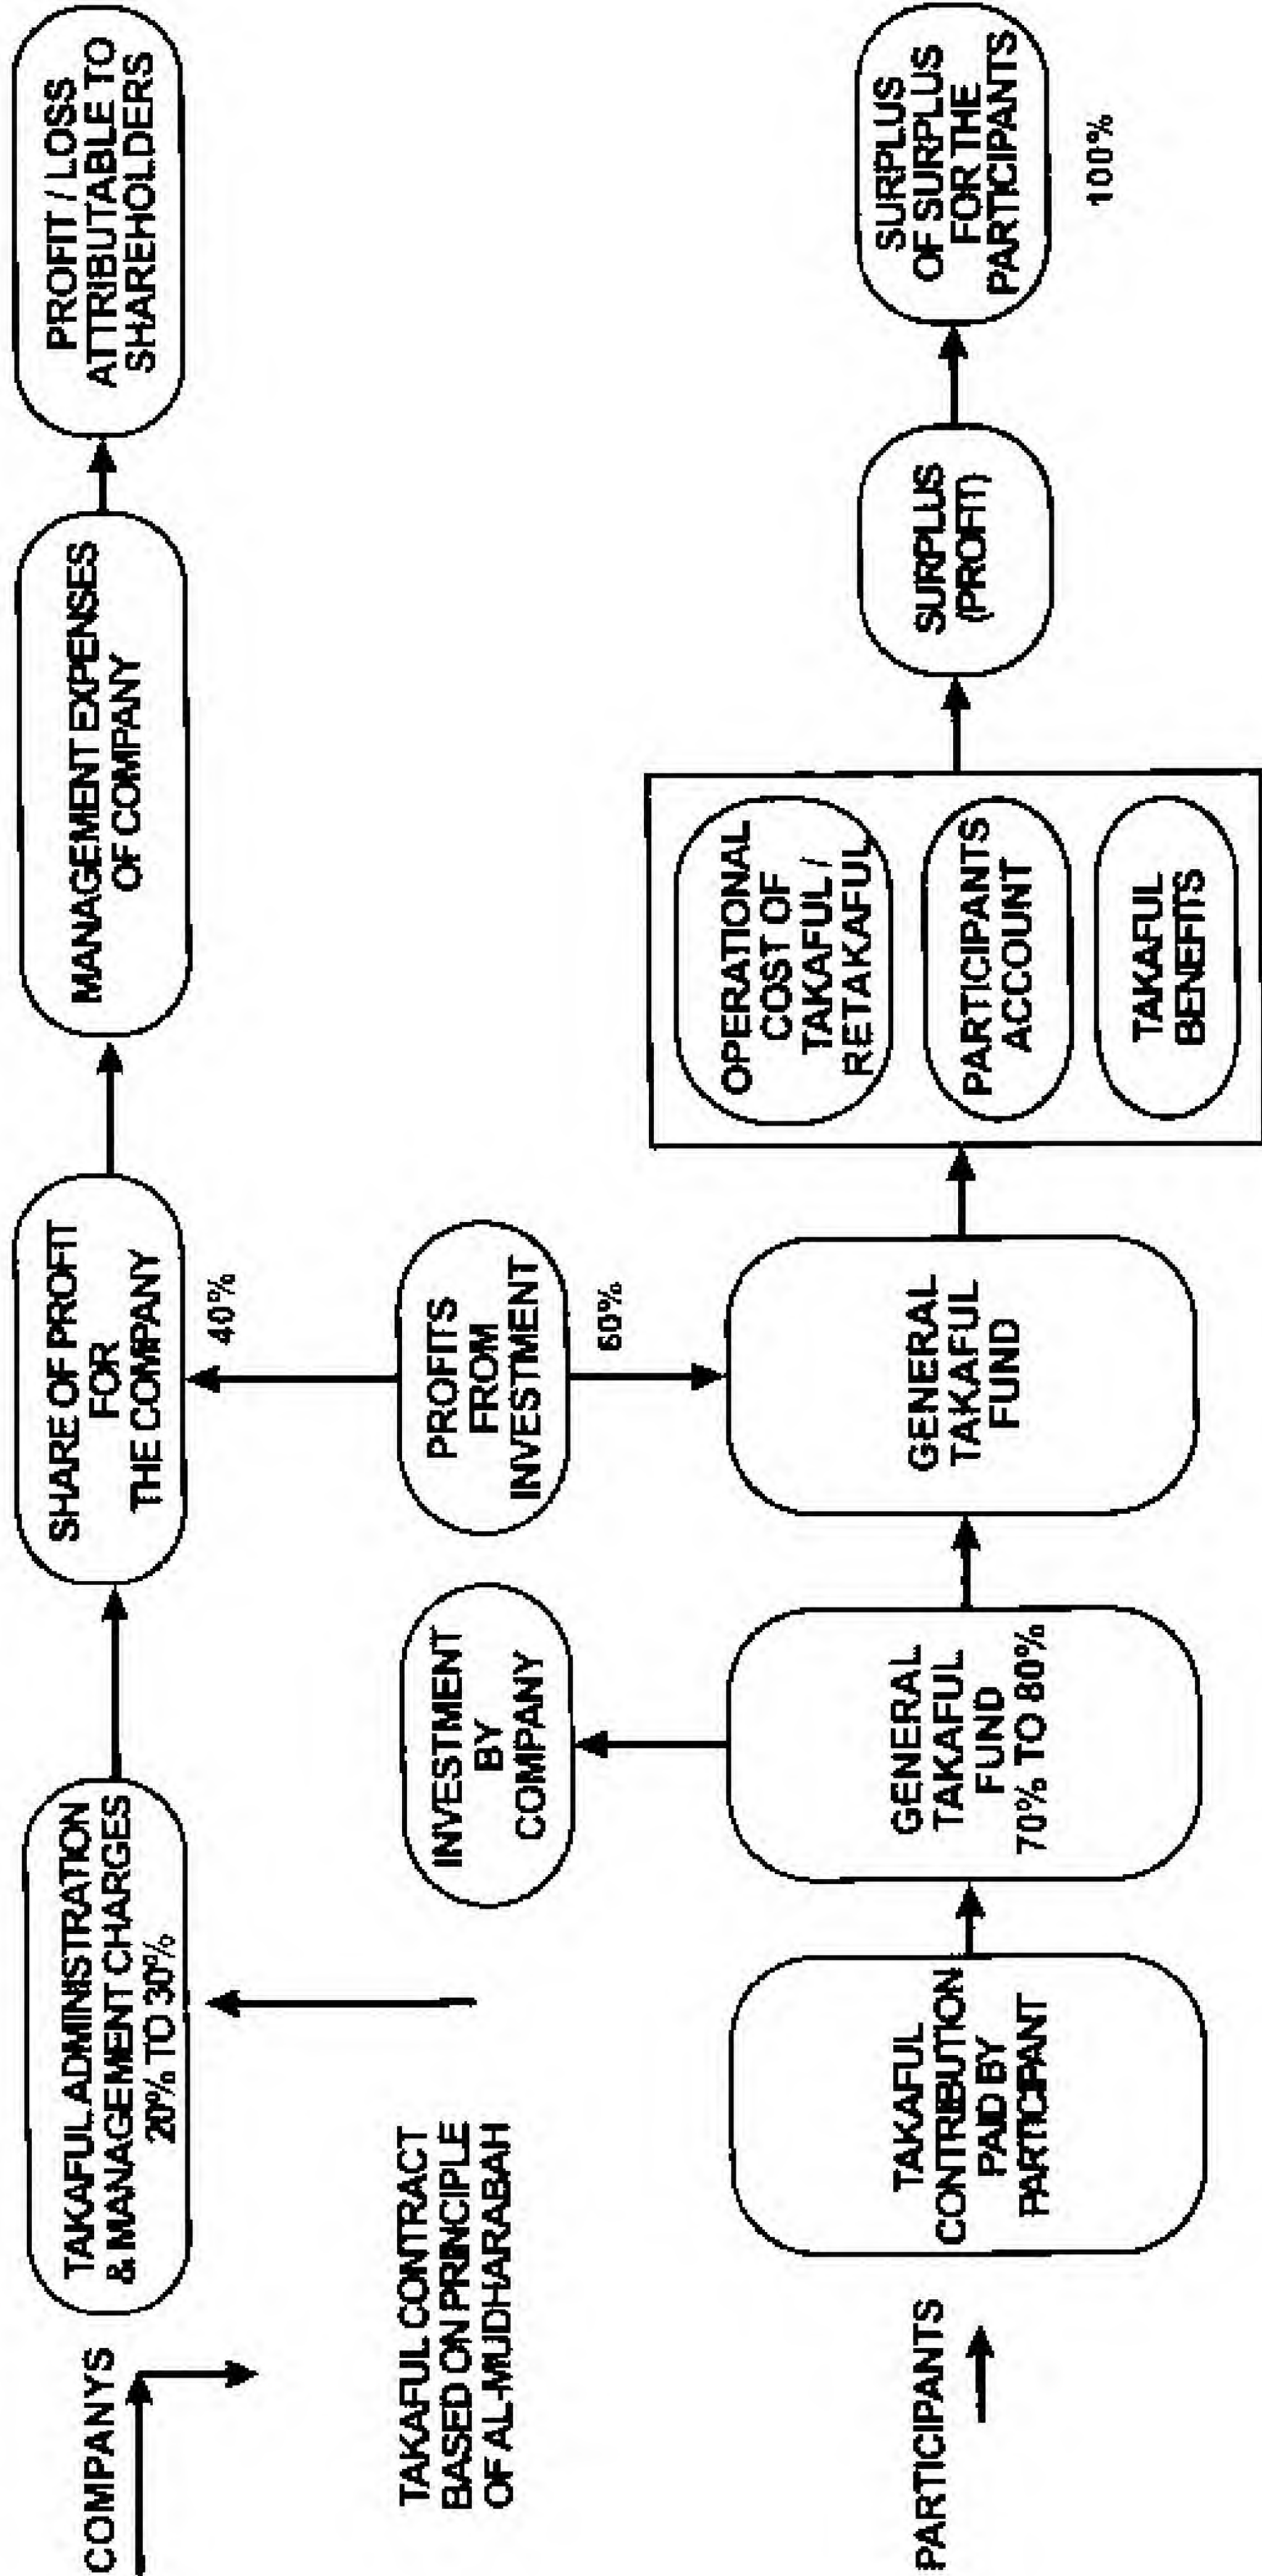 COMPANYS
TAKAFUL ADMINISTRATION
& MANAGEMENT CHARGES
20% TO 30%
SHARE OF PROFIT
FOR
THE COMPANY
40%
MANAGEMENT EXPENSES
OF COMPANY
PROFIT / LOSS
ATTRIBUTABLE TO
SHAREHOLDERS
TAKAFUL CONTRACT
BASED ON PRINCIPLE
OF AL-MUDHARABAH
INVESTMENT
BY
COMPANY
PROFITS
FROM
INVESTMENT
60%
PARTICIPANTS
TAKAFUL
CONTRIBUTION
PAID BY
PARTICIPANT
GENERAL
TAKAFUL
FUND
70% TO 80%
GENERAL
TAKAFUL
FUND
OPERATIONAL
COST OF
TAKAFUL /
RETAKAFUL
PARTICIPANTS
ACCOUNT
TAKAFUL
BENEFITS
SURPLUS
(PROFIT)
SURPLUS
OF SURPLUS
FOR THE
PARTICIPANTS
100%